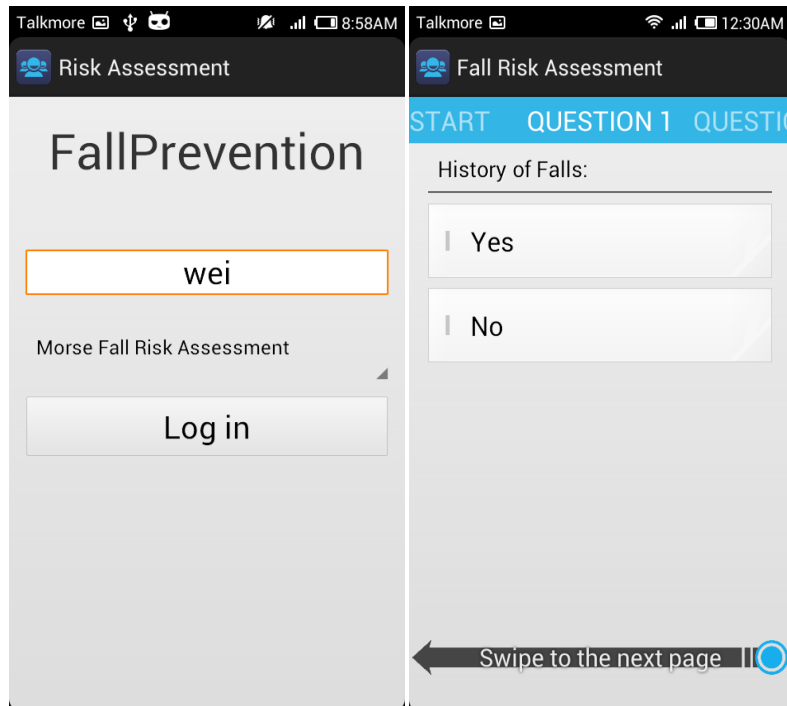 Talkmore 8:58AM
Risk Assessment
FallPrevention
wei
Morse Fall Risk Assessment
Log in
Talkmore 12:30AM
Fall Risk Assessment
START QUESTION 1 QUESTI
History of Falls:
Yes
No
Swipe to the next page